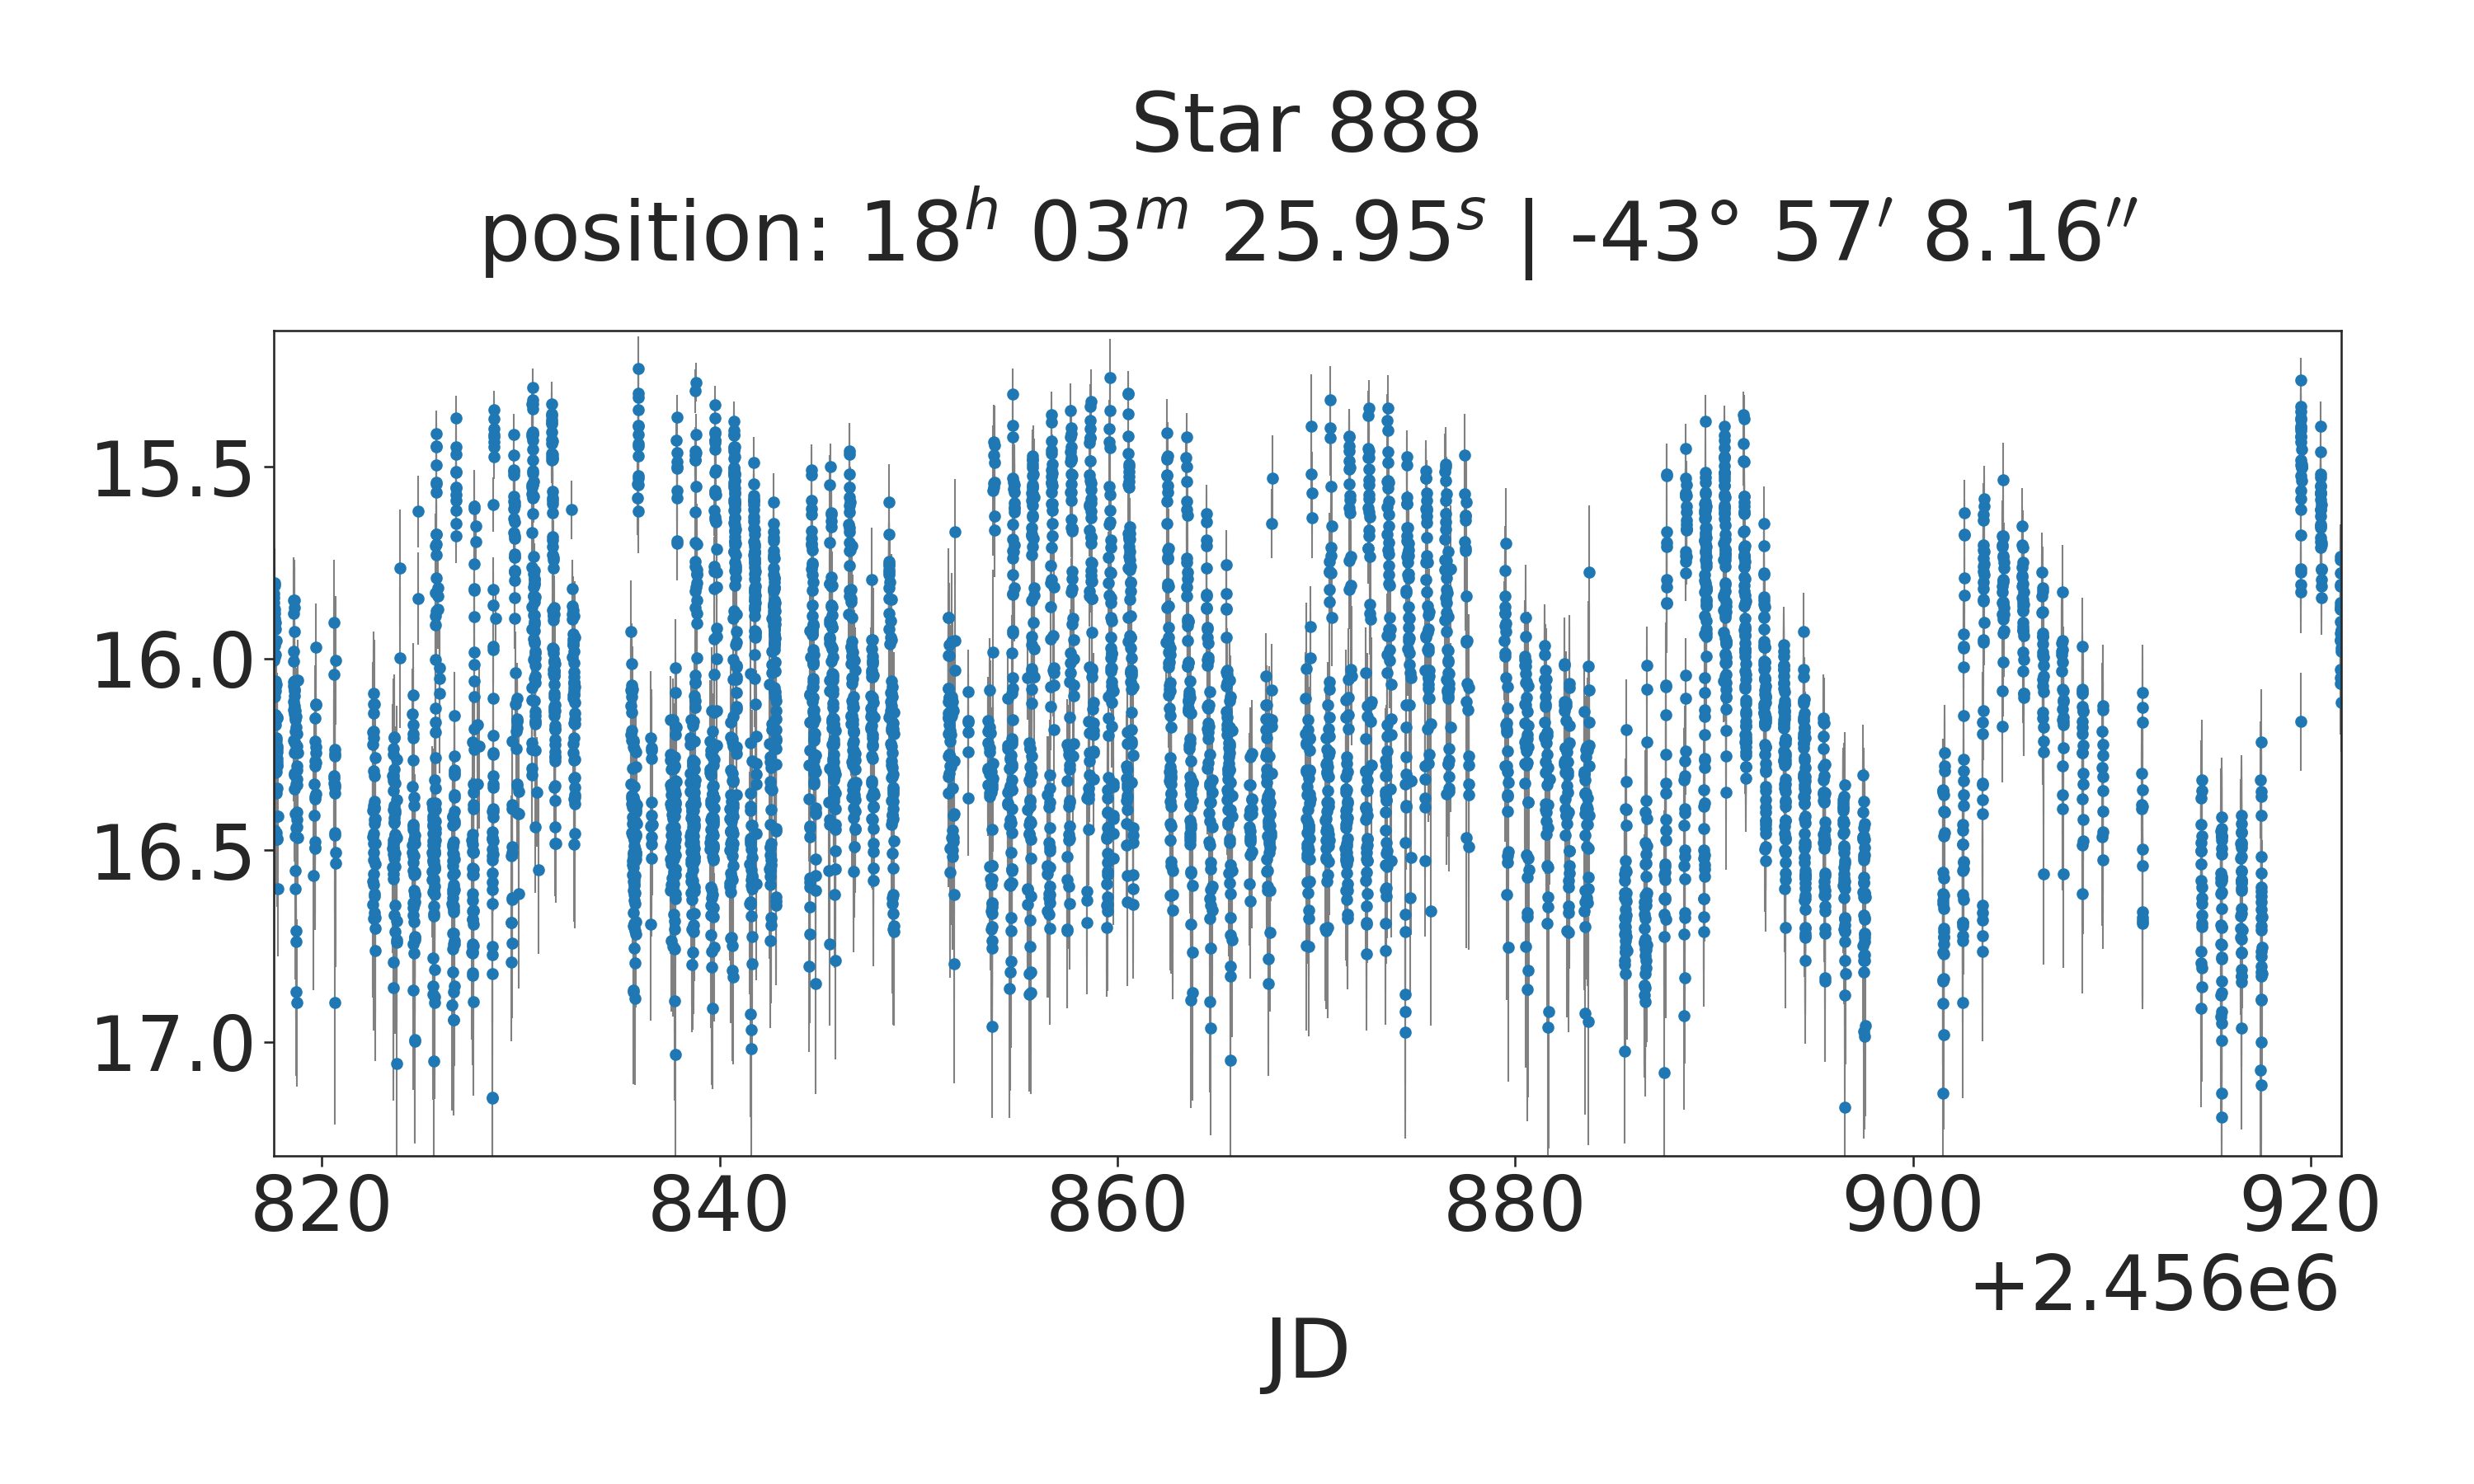 Star 888
position: 18ʰ 03ᵐ 25.95ˢ | -43° 57′ 8.16′′
15.5
16.0
16.5
17.0
820 840 860 880 900 920
+2.456e6
JD